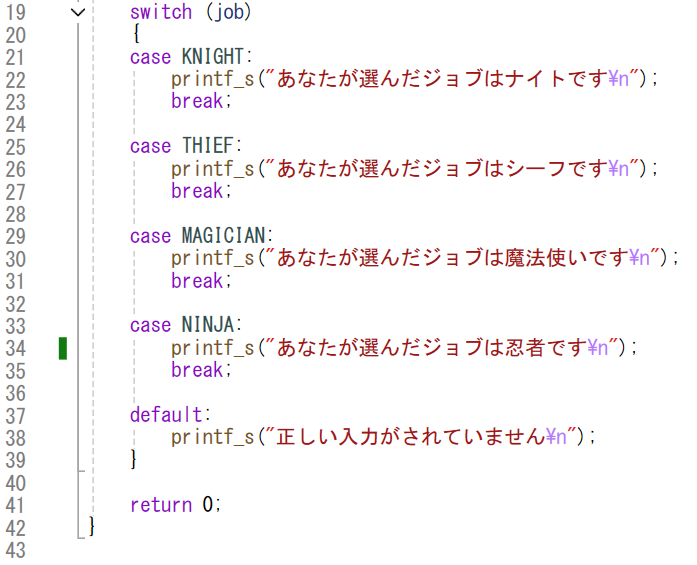 19 switch (job)
20 {
21 case KNIGHT:
22 printf_s("あなたが選んだジョブはナイトです¥n");
23 break;
24
25 case THIEF:
26 printf_s("あなたが選んだジョブはシーフです¥n");
27 break;
28
29 case MAGICIAN:
30 printf_s("あなたが選んだジョブは魔法使いです¥n");
31 break;
32
33 case NINJA:
34 printf_s("あなたが選んだジョブは忍者です¥n");
35 break;
36
37 default:
38 printf_s("正しい入力がされていません¥n");
39 }
40
41 return 0;
42 }
43